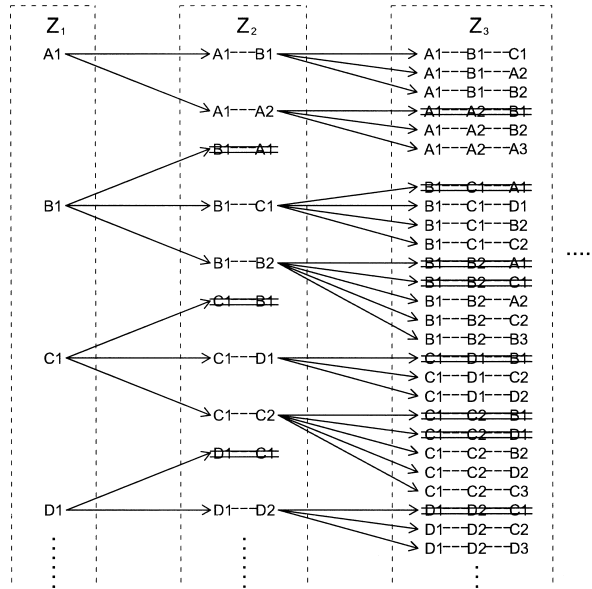 Z1 Z2 Z3
A1 A1---B1 A1---B1---C1
A1---B1---A2
A1---B1---B2
A1---A2 A1---A2---B1
A1---A2---B2
B1---A1 A1---A2---A3
B1---C1---A1
B1 B1---C1 B1---C1---D1
B1---C1---B2
B1---C1---C2
....
B1---B2 B1---B2---A1
B1---B2---C1
C1---B1 B1---B2---A2
B1---B2---C2
B1---B2---B3
C1 C1---D1 C1---D1---B1
C1---D1---C2
C1---D1---D2
C1---C2 C1---C2---B1
C1---C2---D1
D1---C1 C1---C2---B2
C1---C2---D2
C1---C2---C3
D1 D1---D2 D1---D2---C1
D1---D2---C2
D1---D2---D3